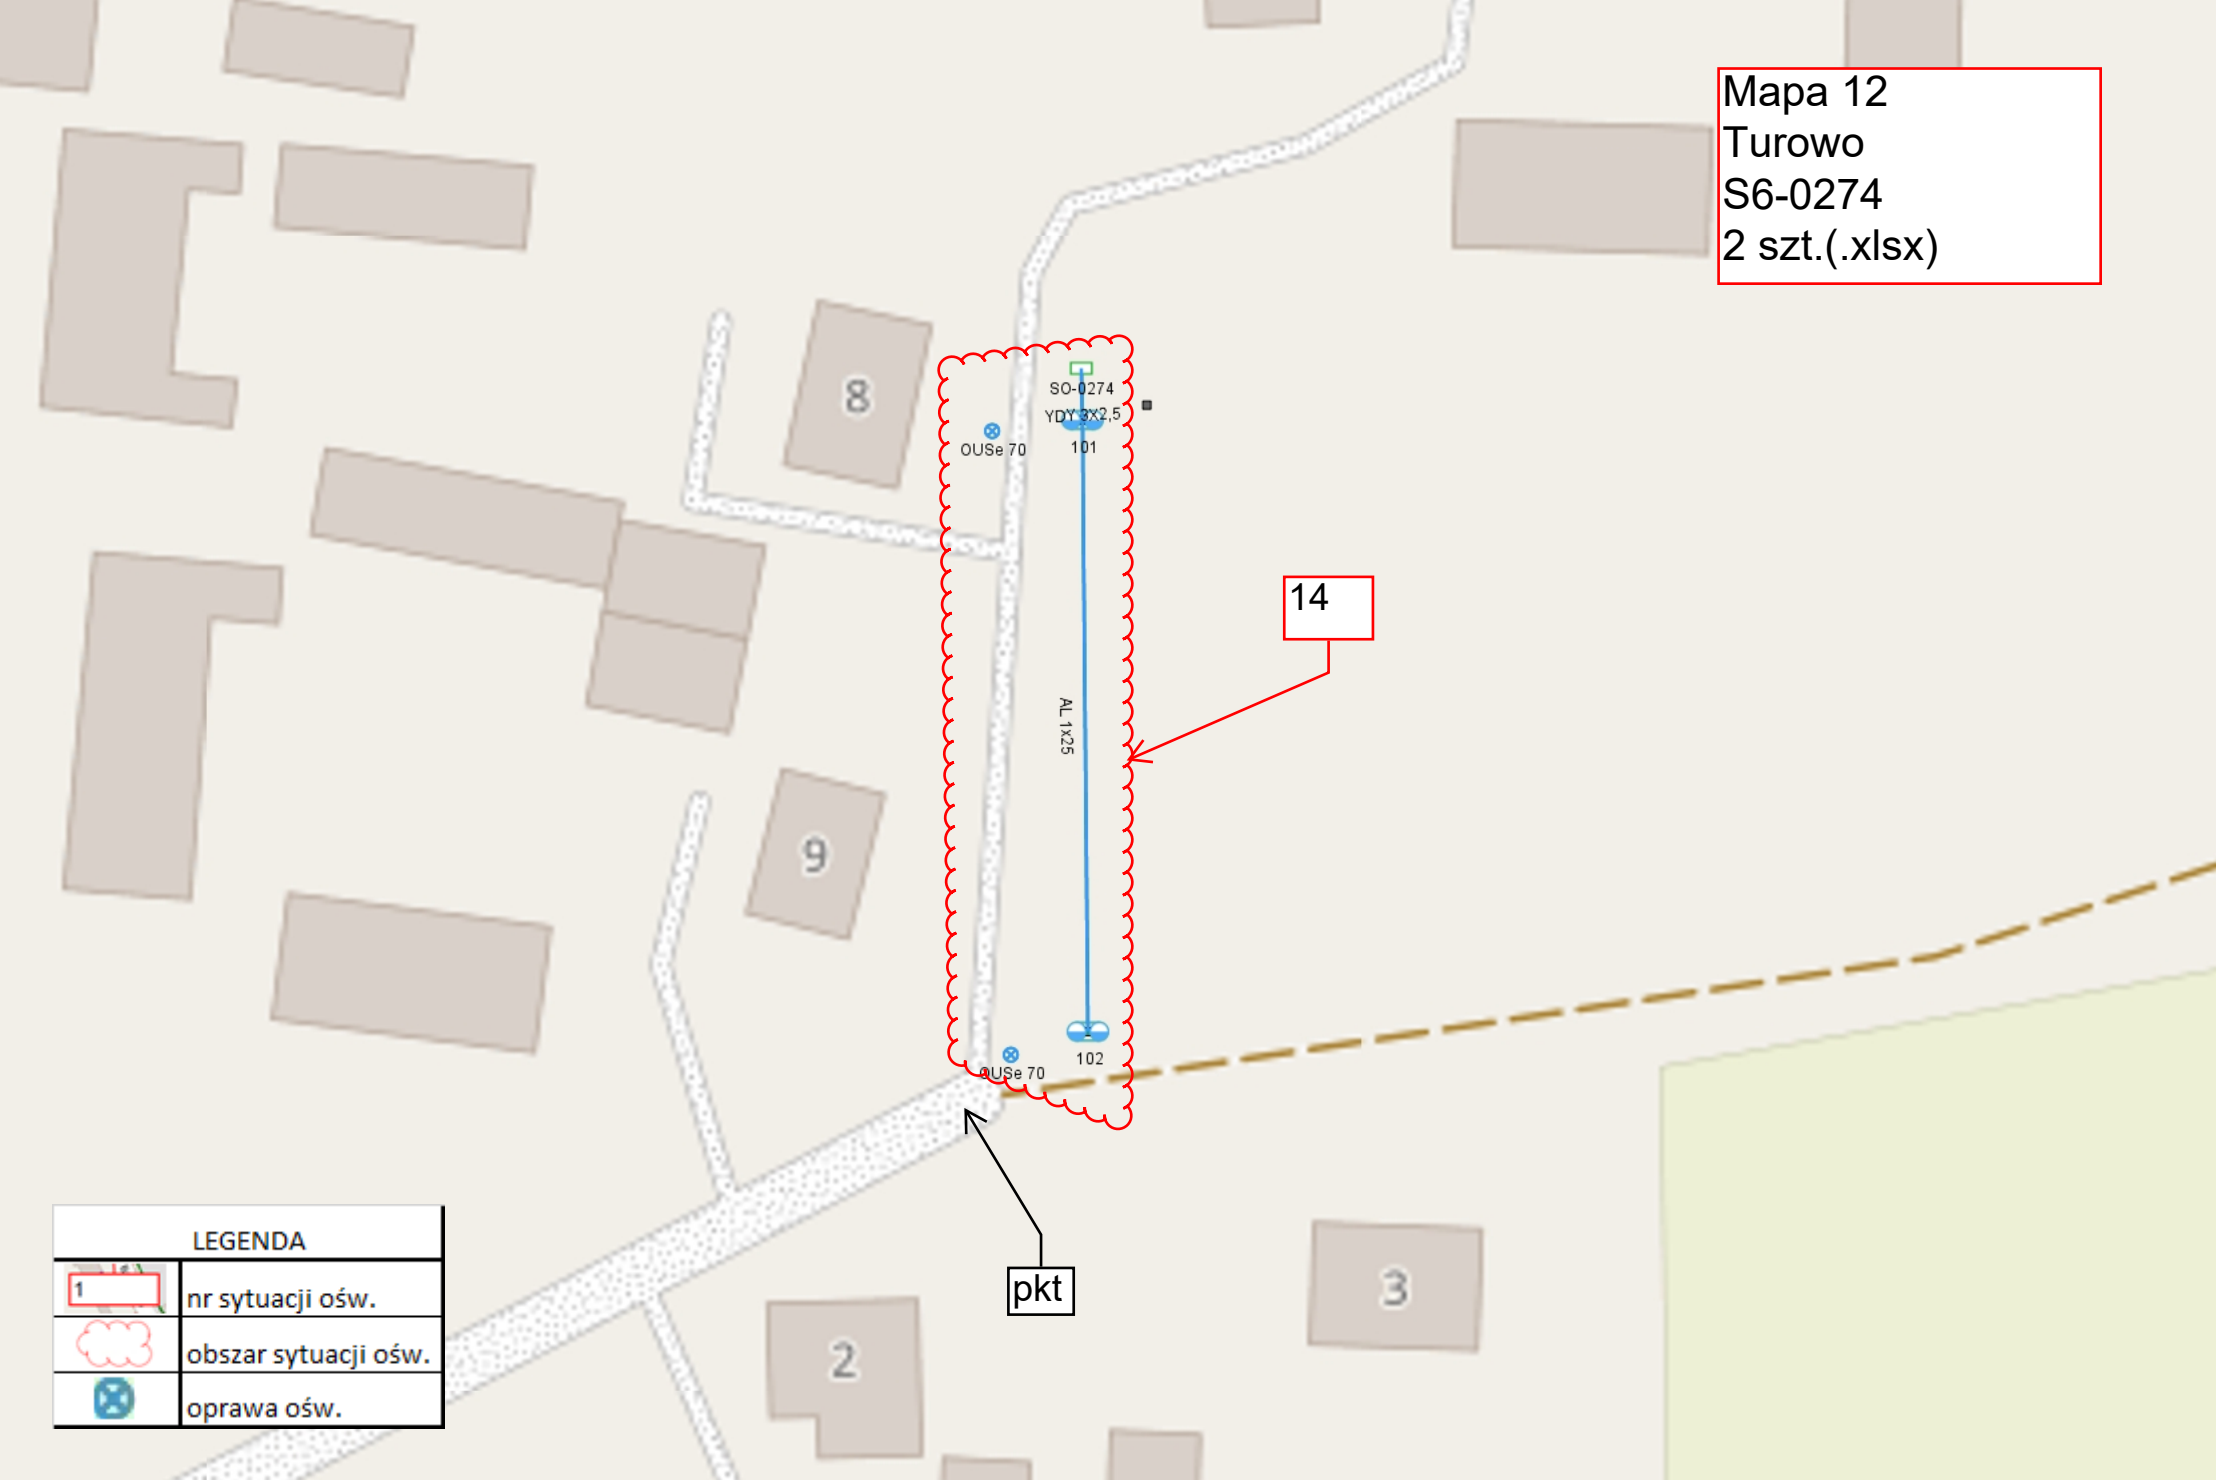 Mapa 12
Turowo
S6-0274
2 szt.(.xlsx)
8
SO-0274
YDY 3x2,5
OUSe 70
101
14
AL 1x25
9
102
OUSe 70
pkt
3
2
LEGENDA
1
nr sytuacji ośw.
obszar sytuacji ośw.
oprawa ośw.